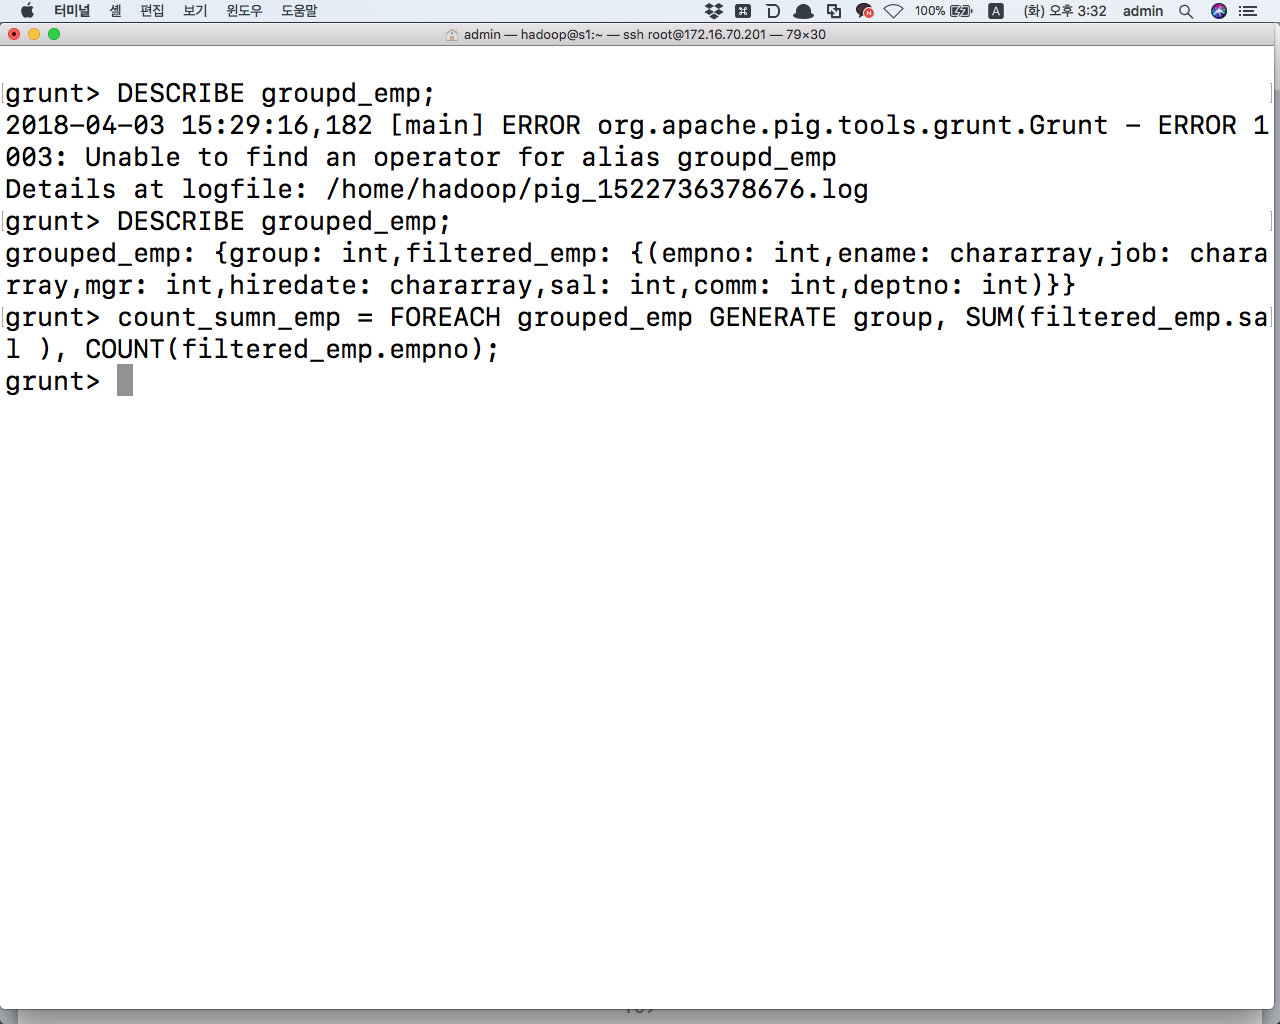 터미널 셸 편집 보기 윈도우 도움말 100% A (화) 오후 3:32 admin
admin — hadoop@s1:~ — ssh root@172.16.70.201 — 79×30
grunt> DESCRIBE groupd_emp;
2018-04-03 15:29:16,182 [main] ERROR org.apache.pig.tools.grunt.Grunt - ERROR 1
003: Unable to find an operator for alias groupd_emp
Details at logfile: /home/hadoop/pig_1522736378676.log
grunt> DESCRIBE grouped_emp;
grouped_emp: {group: int,filtered_emp: {(empno: int,ename: chararray,job: chara
rray,mgr: int,hiredate: chararray,sal: int,comm: int,deptno: int)}}
grunt> count_sumn_emp = FOREACH grouped_emp GENERATE group, SUM(filtered_emp.sa
l ), COUNT(filtered_emp.empno);
grunt>